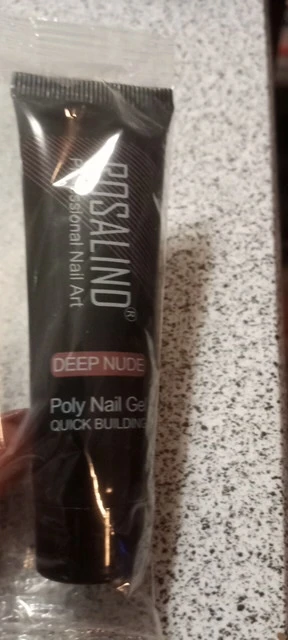 ROSALIND®
Professional Nail Art
DEEP NUDE
Poly Nail Gel
QUICK BUILDING